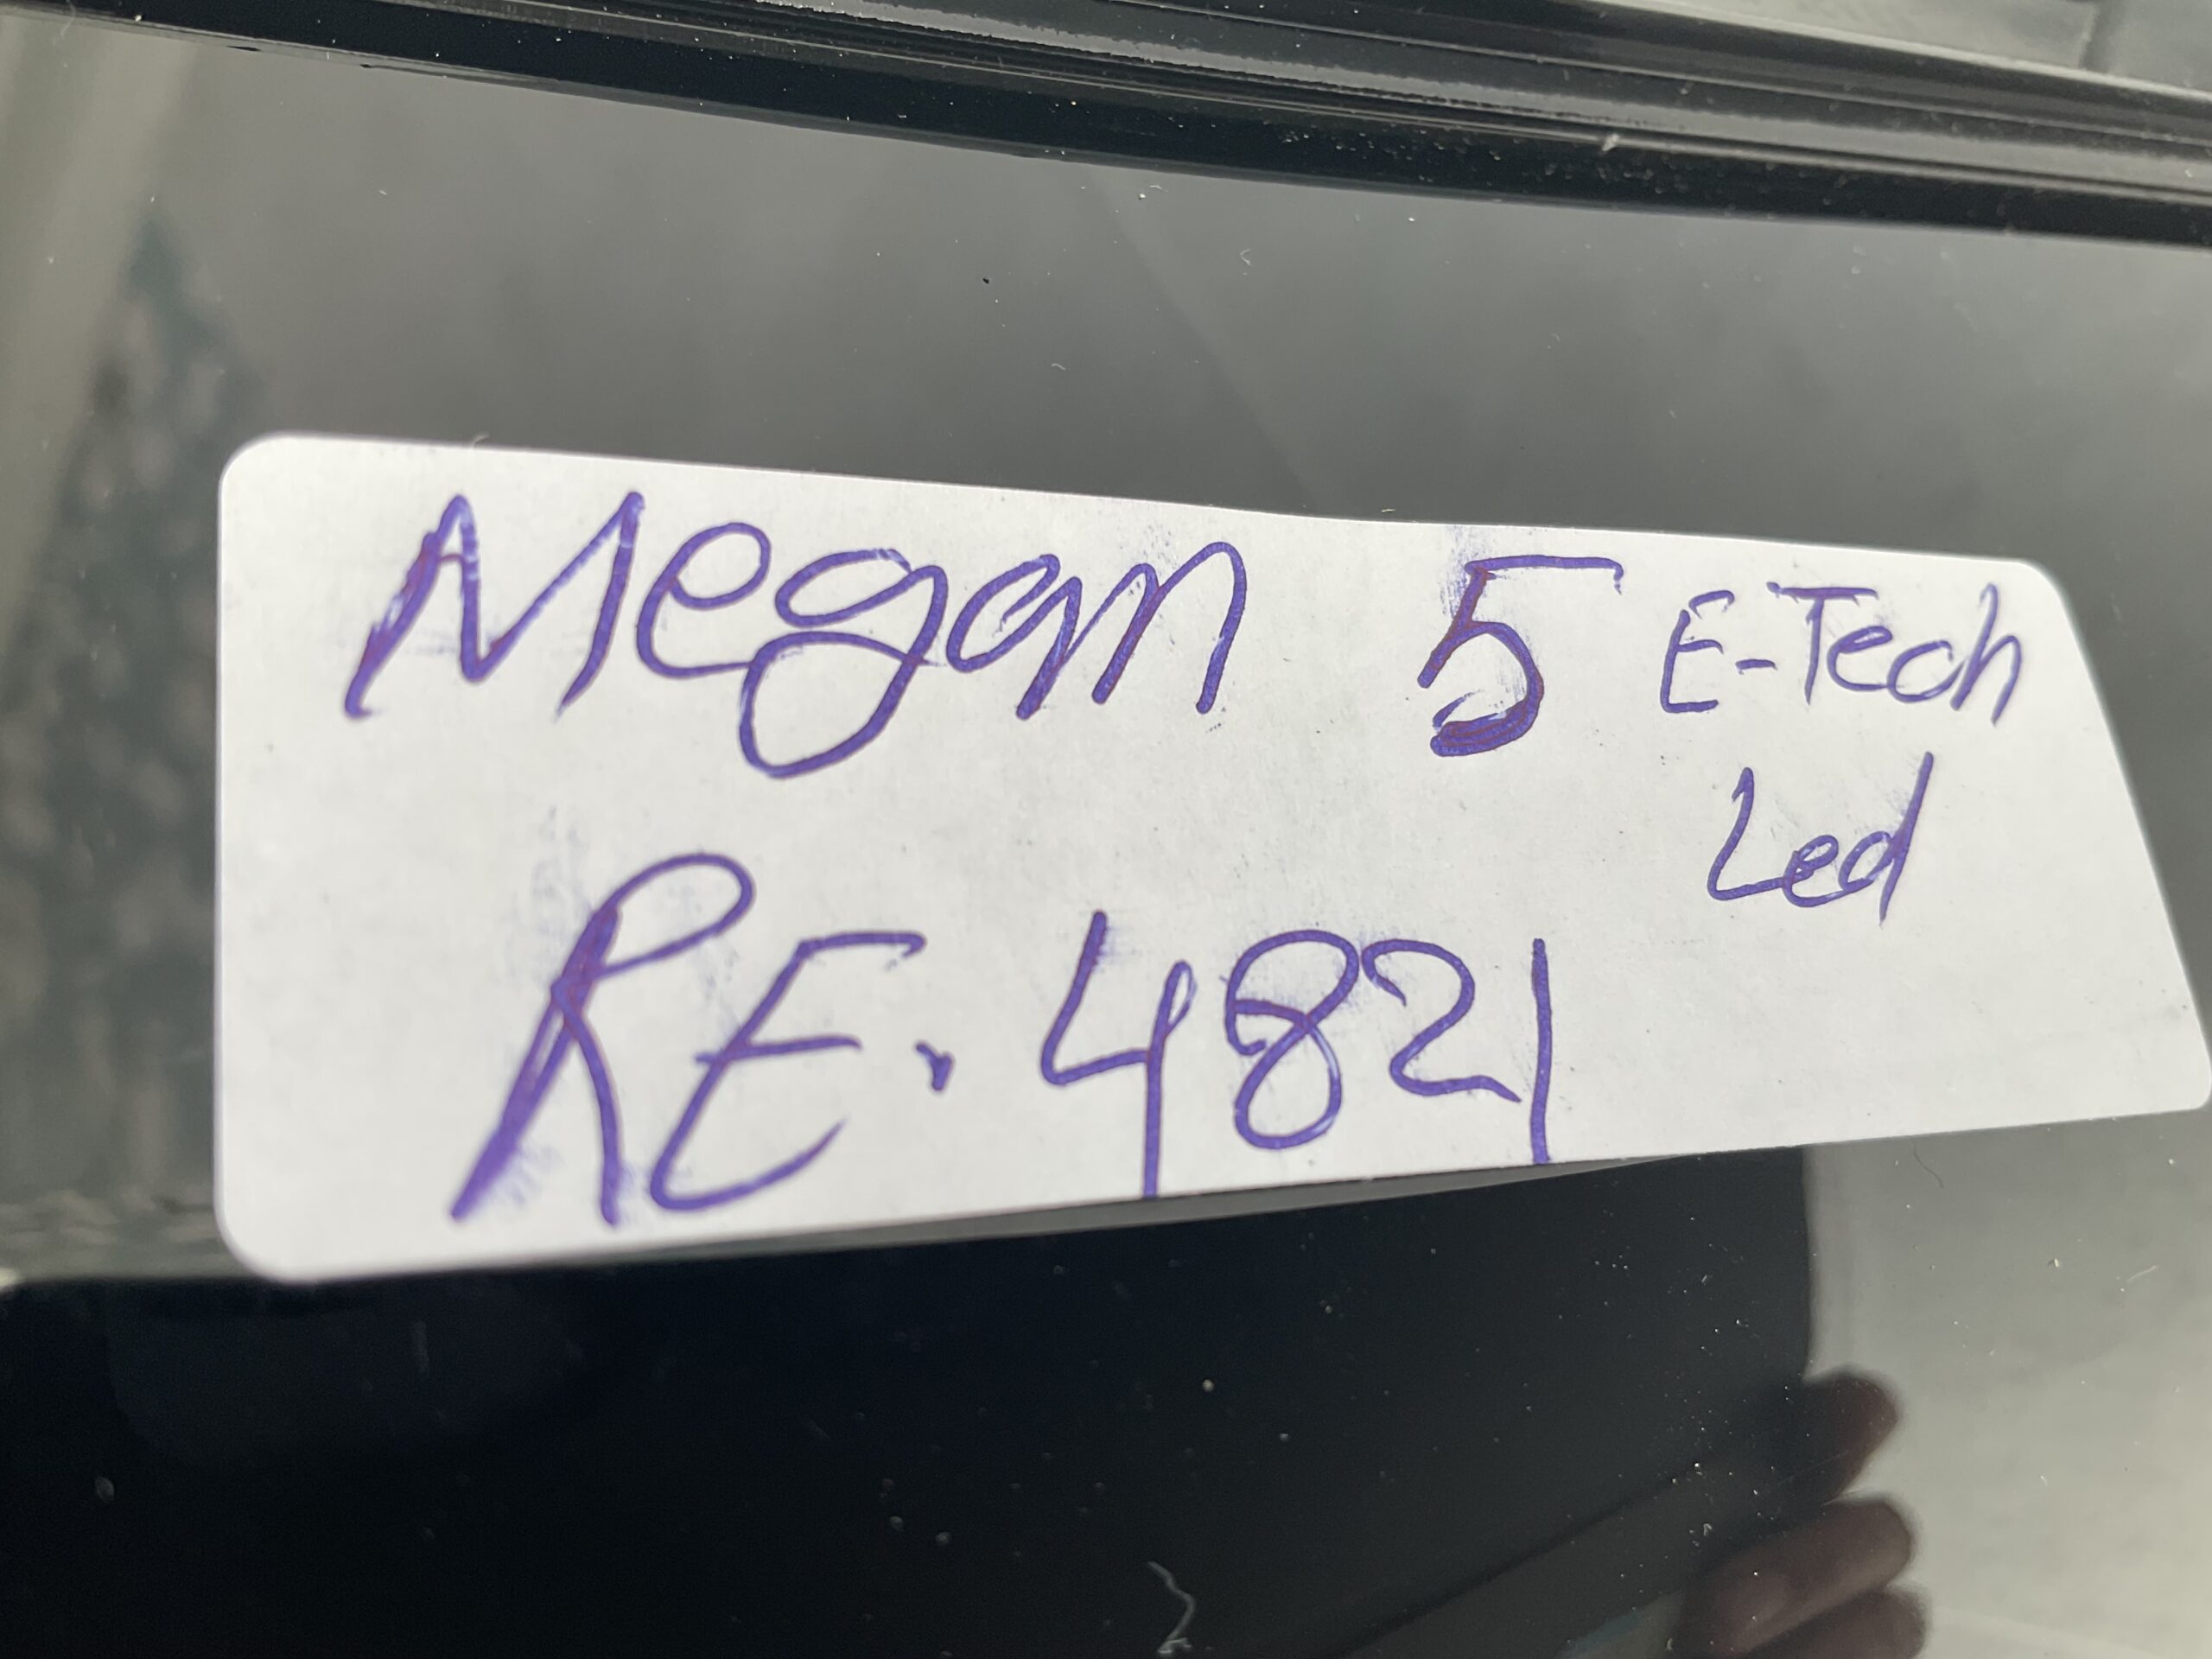 Megan 5 E-Tech
Led
RE. 4821